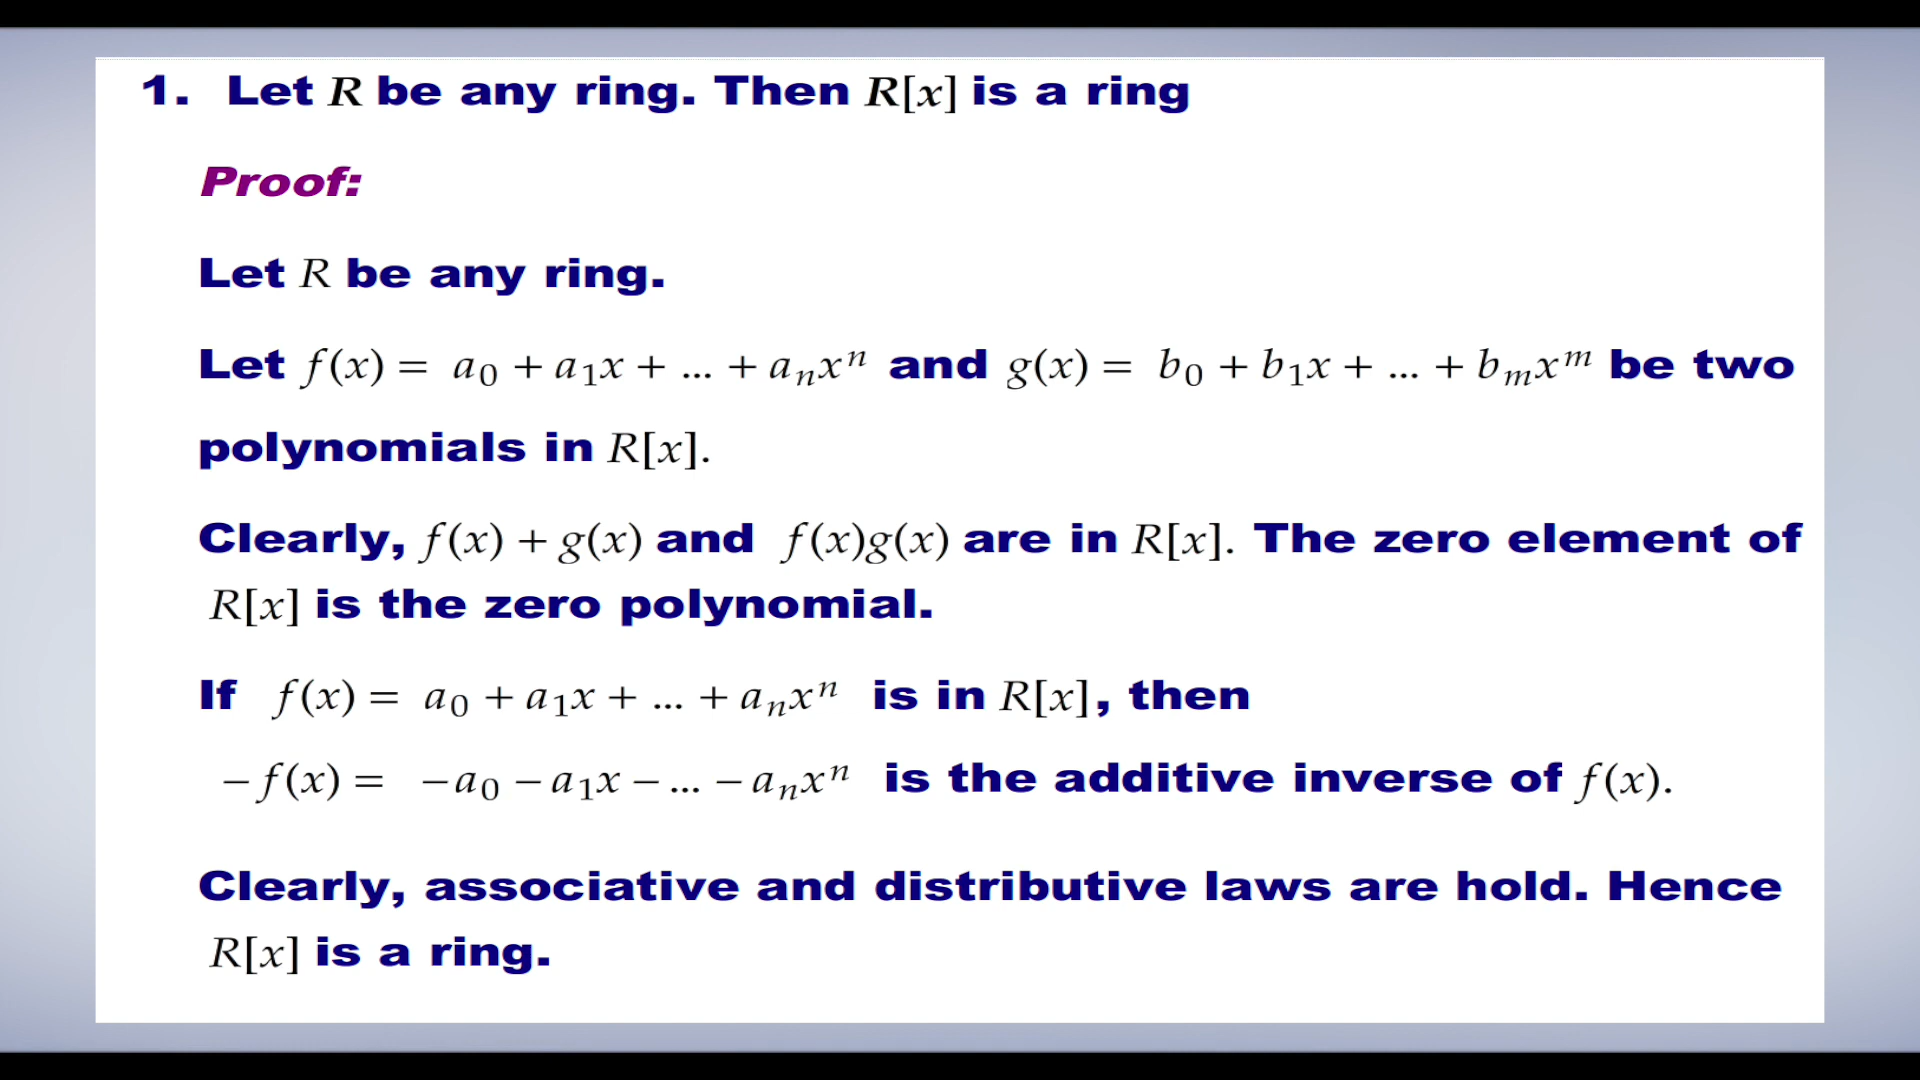 1. Let R be any ring. Then R[x] is a ring
Proof:
Let R be any ring.
Let f(x) = a₀ + a₁x + ... + aₙxⁿ and g(x) = b₀ + b₁x + ... + bₘxᵐ be two
polynomials in R[x].
Clearly, f(x) + g(x) and f(x)g(x) are in R[x]. The zero element of
R[x] is the zero polynomial.
If f(x) = a₀ + a₁x + ... + aₙxⁿ is in R[x], then
−f(x) = −a₀ − a₁x − ... − aₙxⁿ is the additive inverse of f(x).
Clearly, associative and distributive laws are hold. Hence
R[x] is a ring.